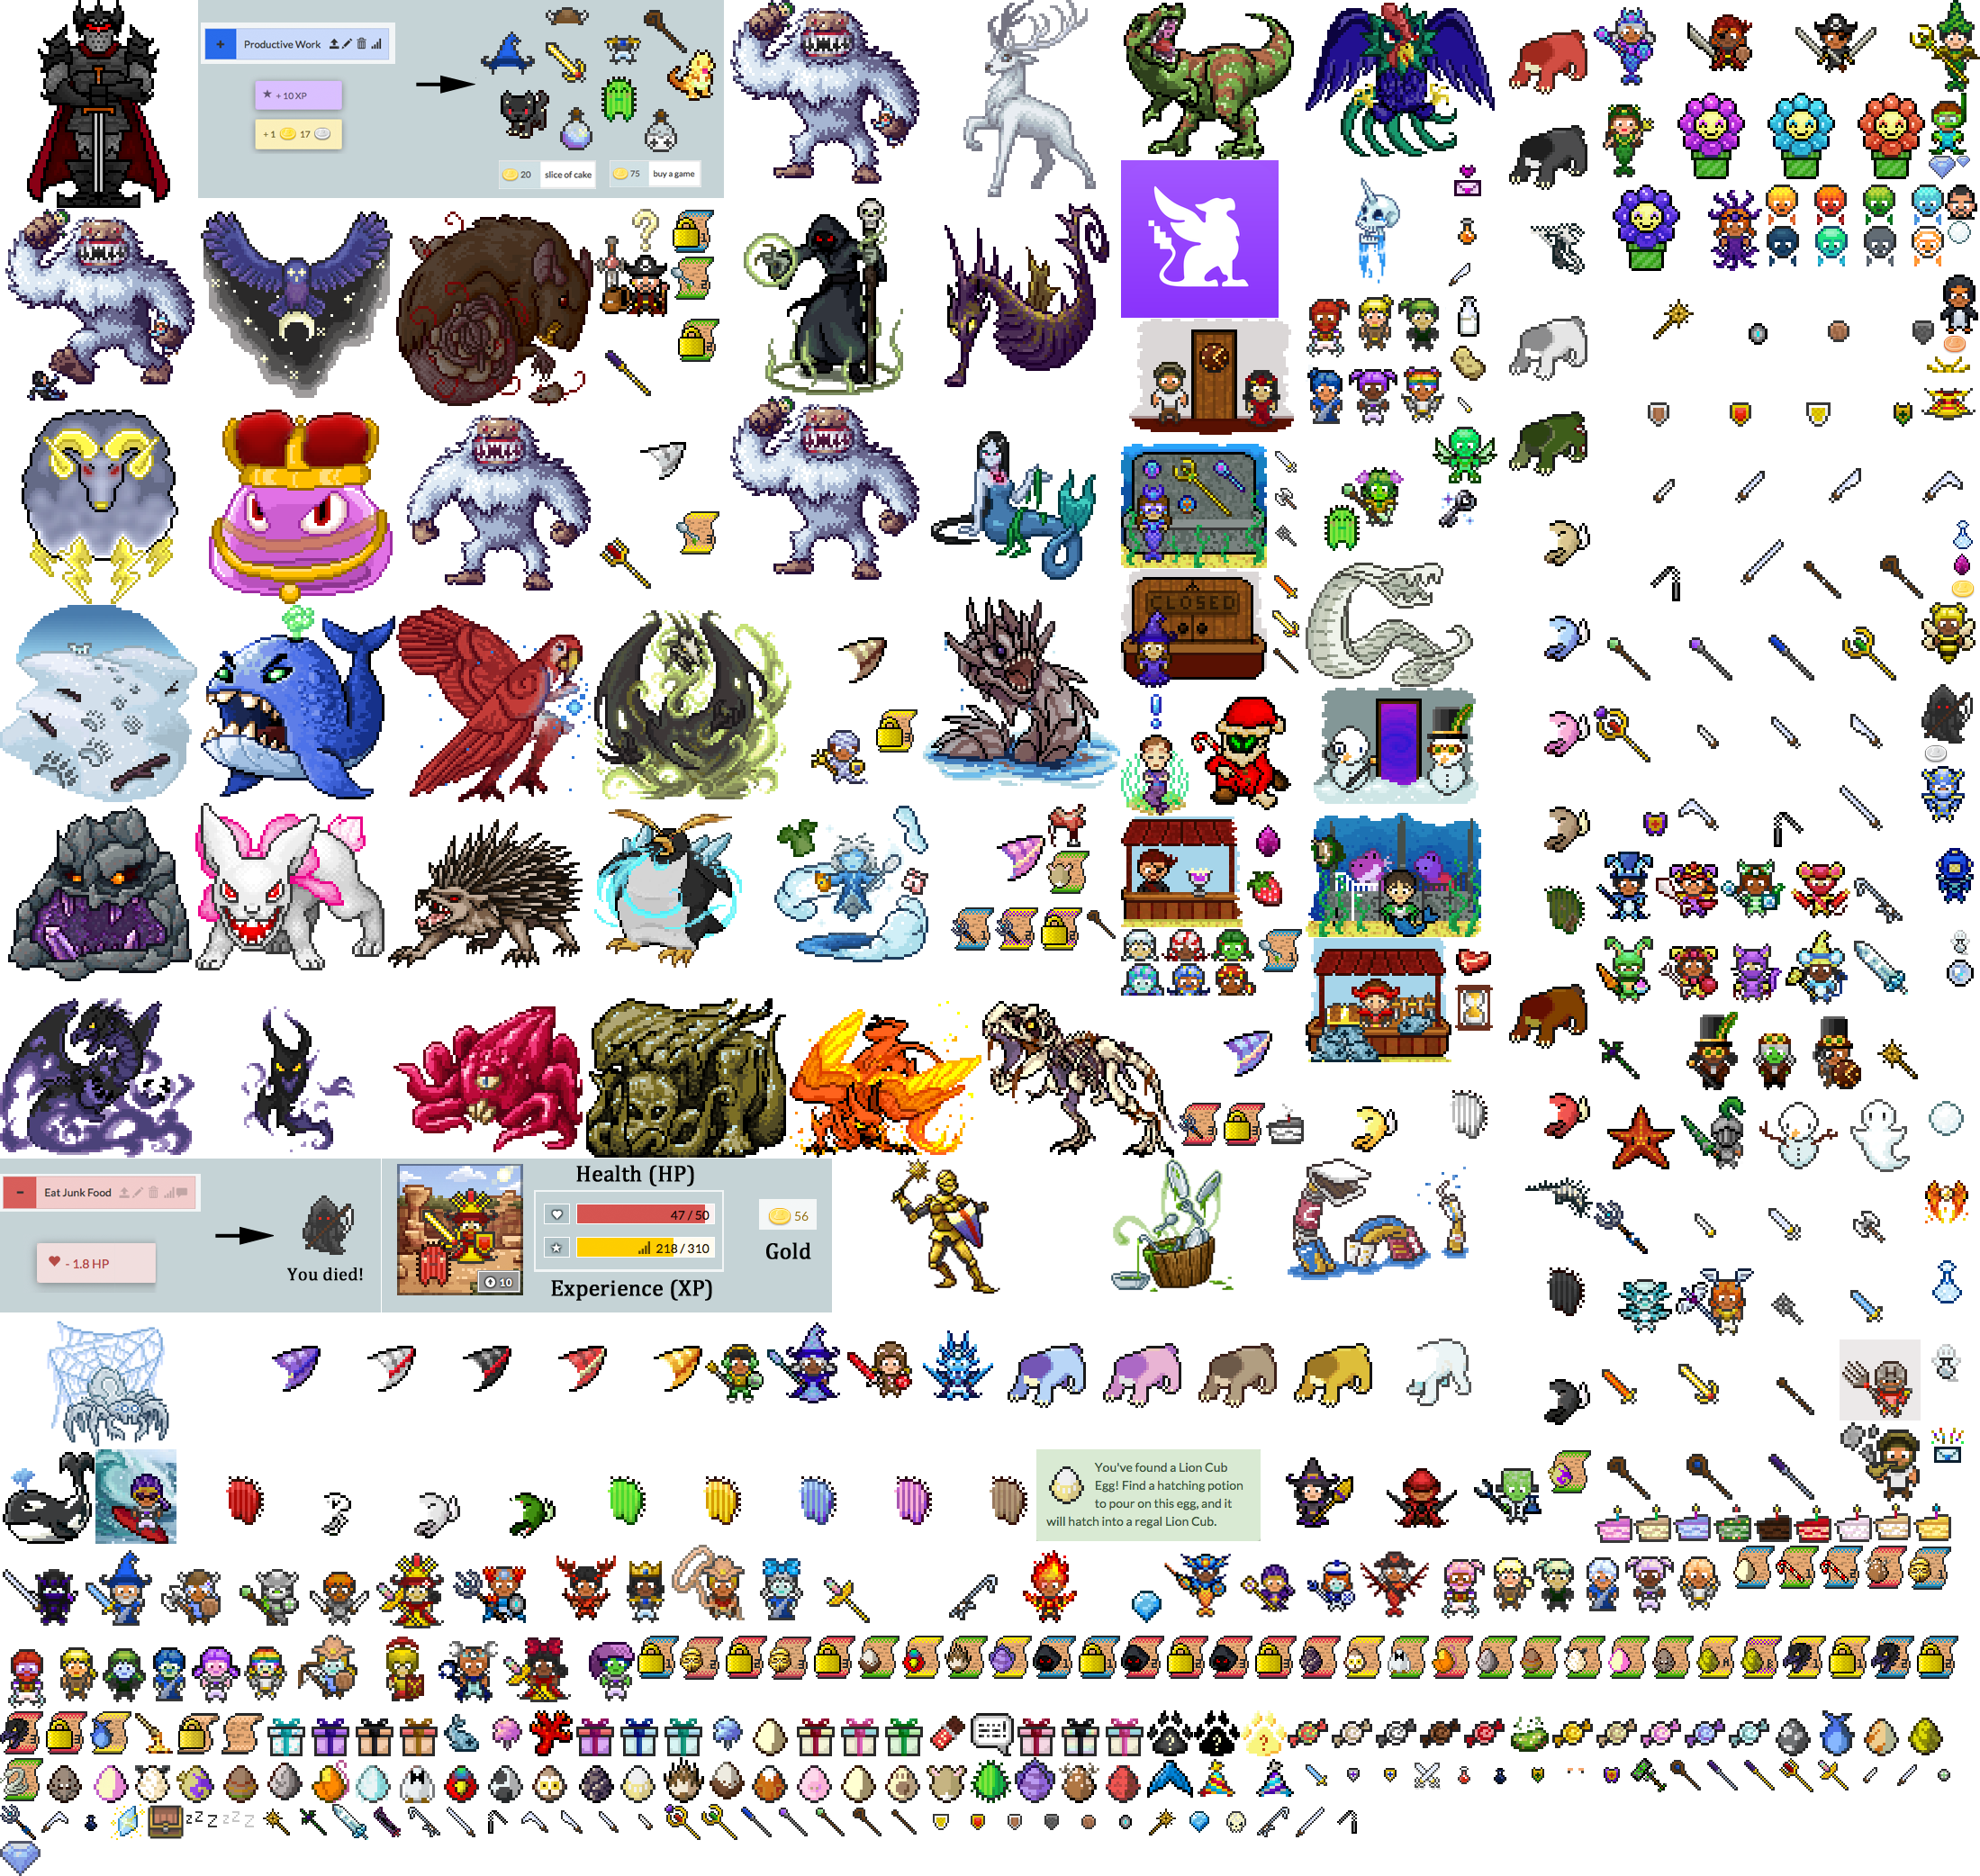 Productive Work
+ 10 XP
+ 1 17
20 slice of cake
75 buy a game
CLOSED
Eat Junk Food
- 1.8 HP
You died!
Health (HP)
47 / 50
218 / 310
Experience (XP)
10
56
Gold
You've found a Lion Cub
Egg! Find a hatching potion
to pour on this egg, and it
will hatch into a regal Lion Cub.